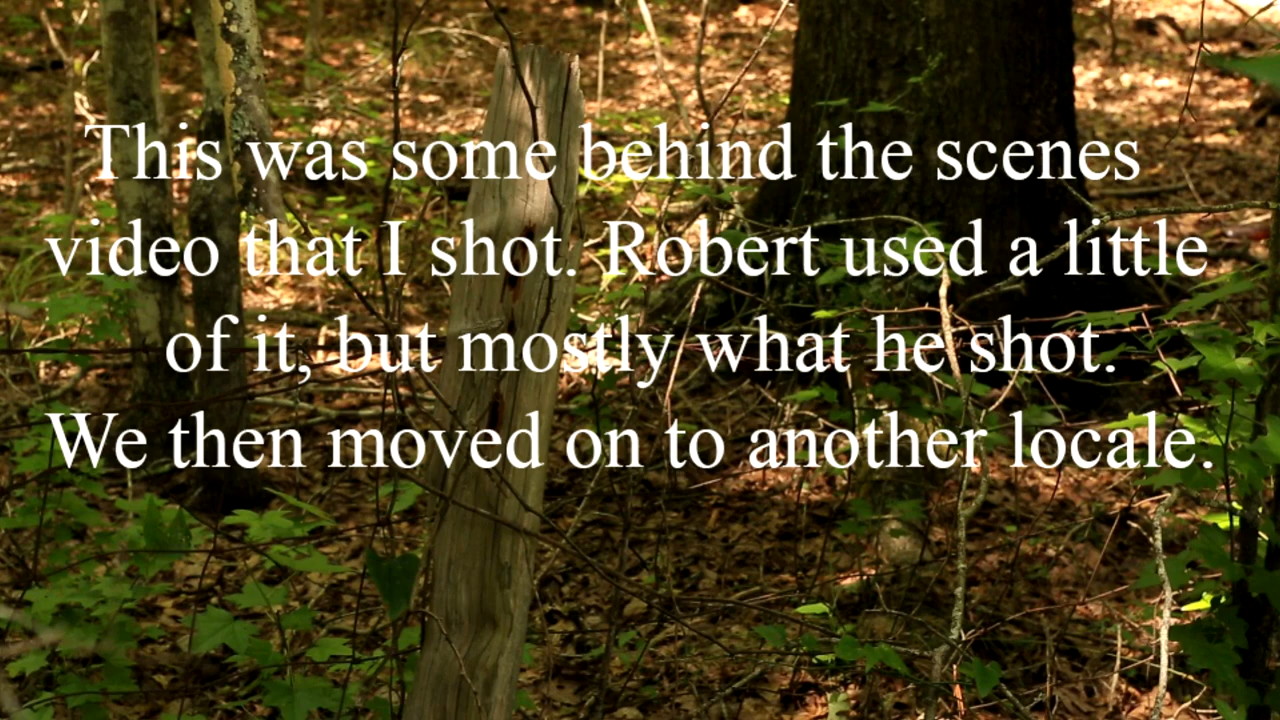 This was some behind the scenes
video that I shot. Robert used a little
of it, but mostly what he shot.
We then moved on to another locale.